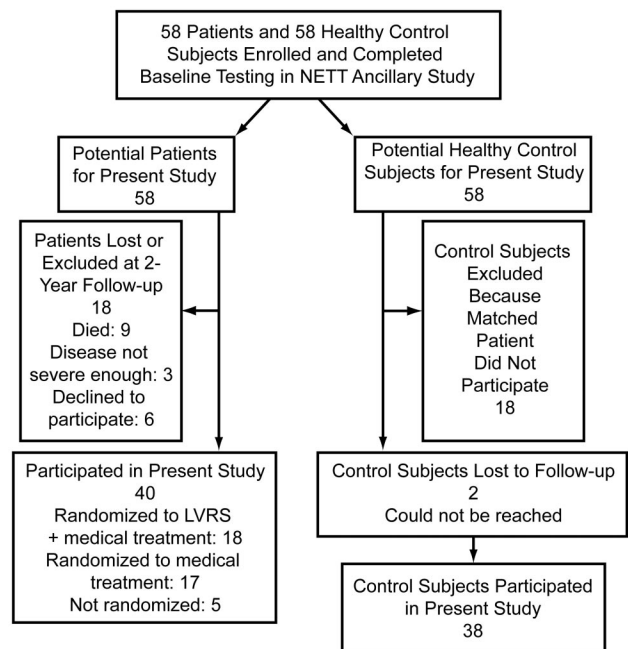 58 Patients and 58 Healthy Control
Subjects Enrolled and Completed
Baseline Testing in NETT Ancillary Study
Potential Patients
for Present Study
58
Potential Healthy Control
Subjects for Present Study
58
Patients Lost or
Excluded at 2-
Year Follow-up
18
Died: 9
Disease not
severe enough: 3
Declined to
participate: 6
Control Subjects
Excluded
Because
Matched
Patient
Did Not
Participate
18
Participated in Present Study
40
Randomized to LVRS
+ medical treatment: 18
Randomized to medical
treatment: 17
Not randomized: 5
Control Subjects Lost to Follow-up
2
Could not be reached
Control Subjects Participated
in Present Study
38